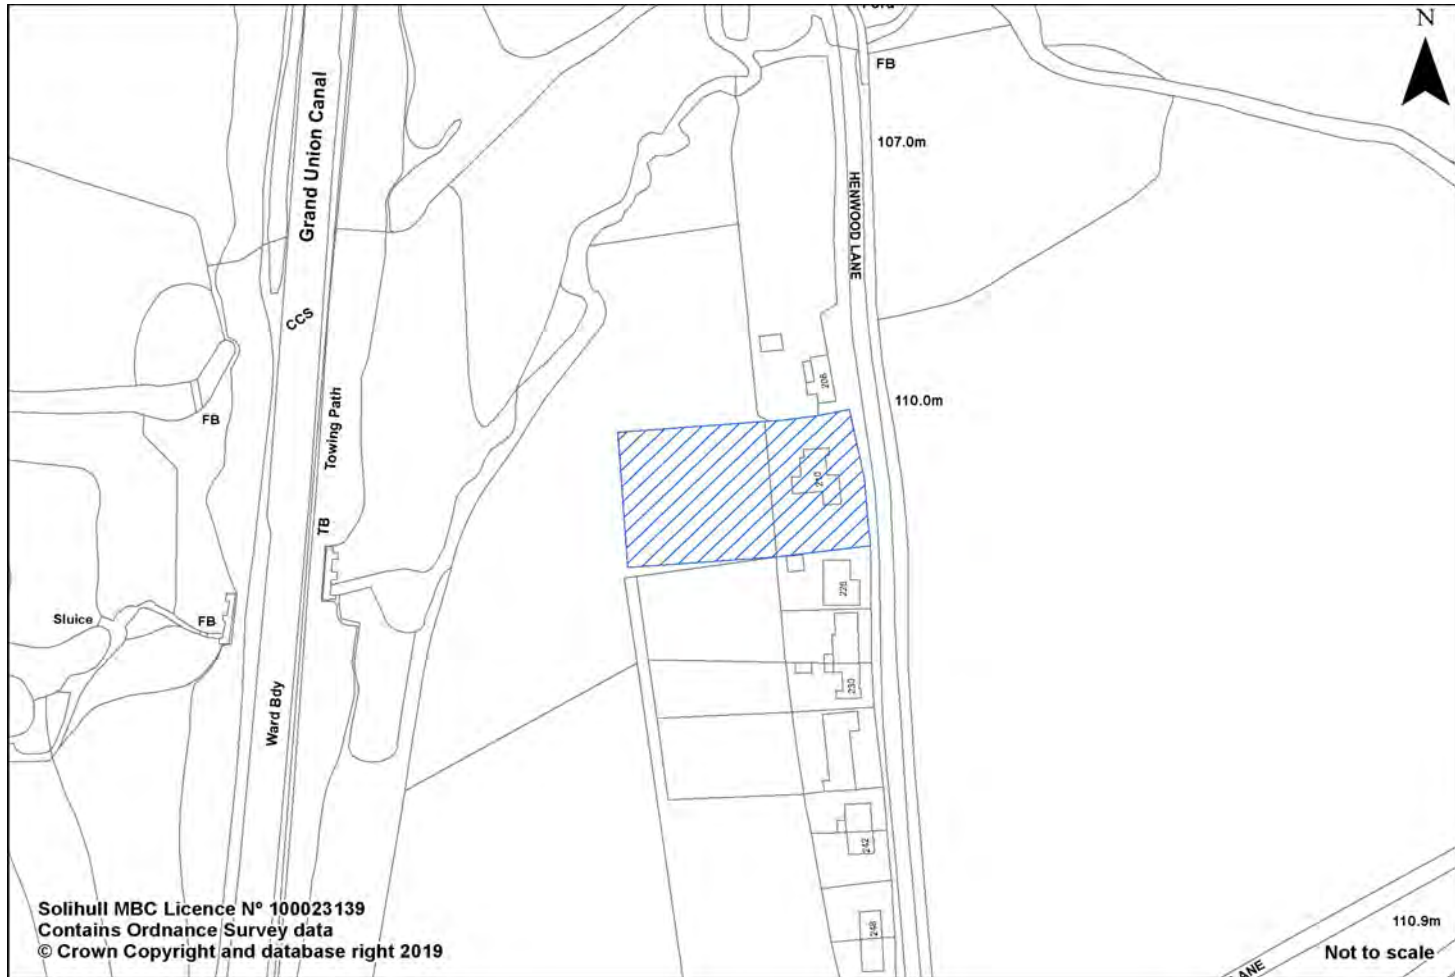 N
FB
107.0m
Grand Union Canal
HENWOOD LANE
CCS
206
110.0m
FB
Towing Path
210
TB
226
Sluice
FB
230
Ward Bdy
242
248
Solihull MBC Licence Nº 100023139
Contains Ordnance Survey data
© Crown Copyright and database right 2019
110.9m
LANE
Not to scale